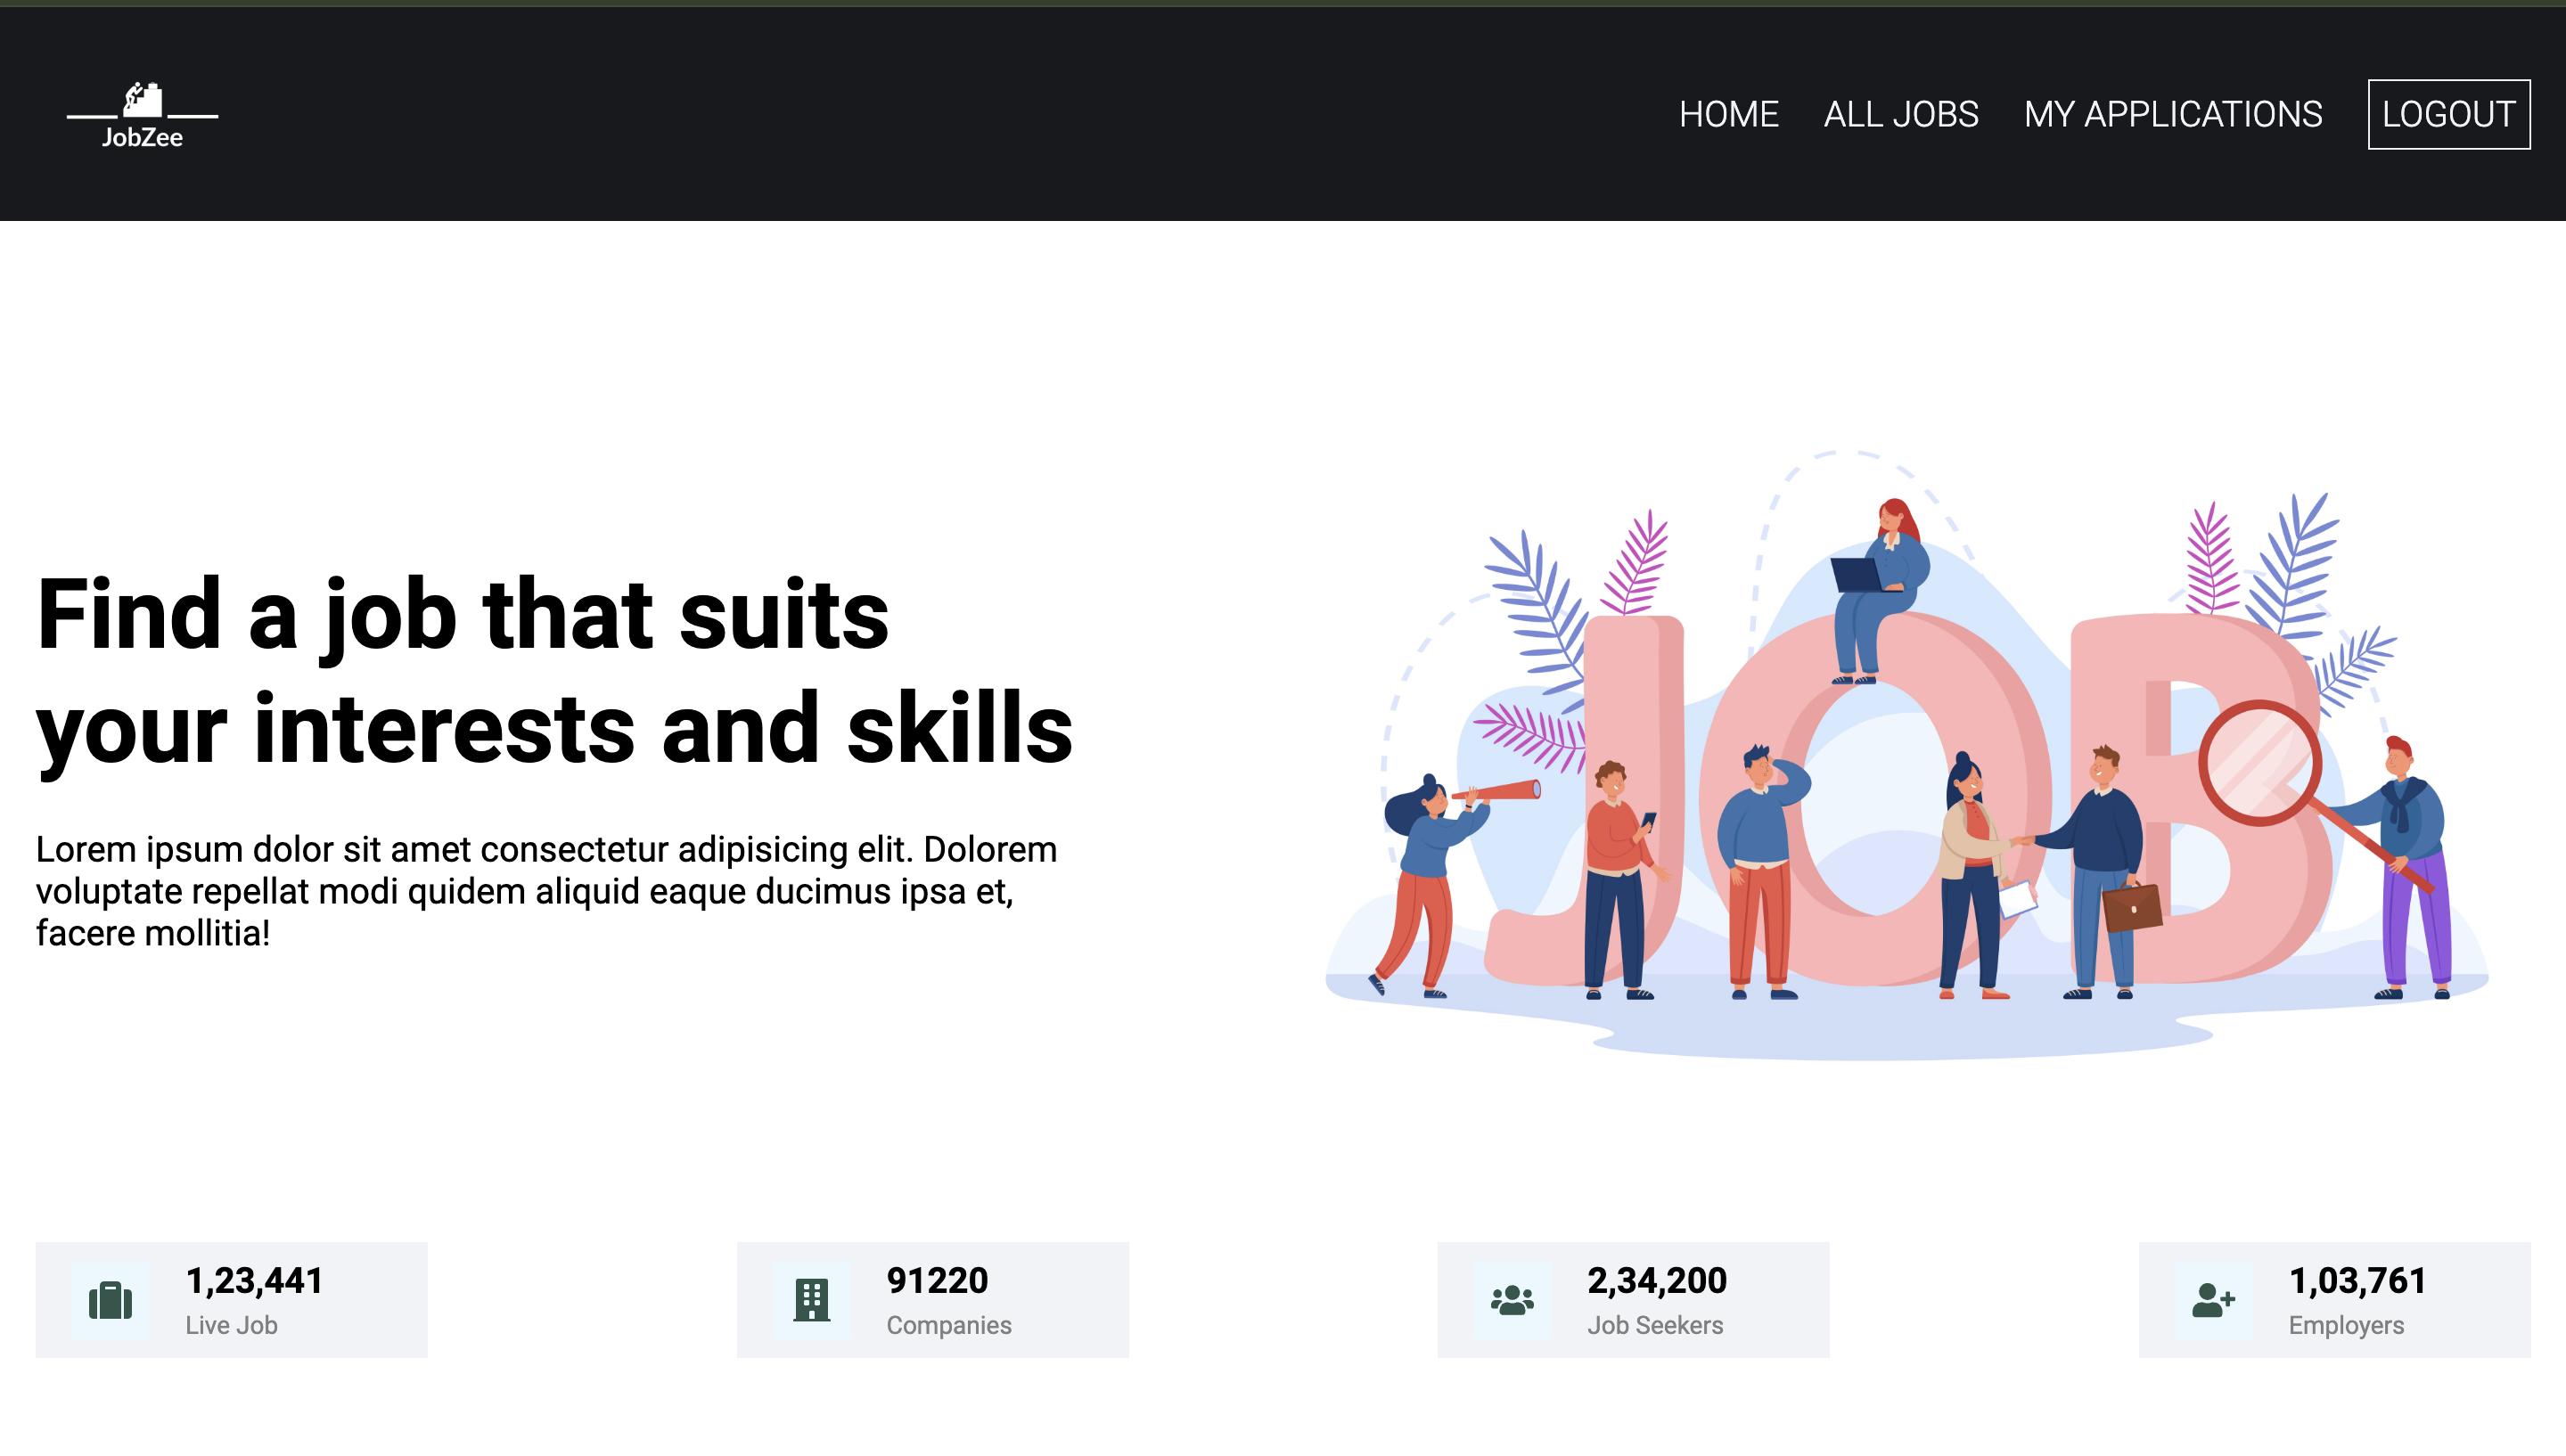 JobZee
HOME ALL JOBS MY APPLICATIONS LOGOUT
Find a job that suits
your interests and skills
Lorem ipsum dolor sit amet consectetur adipisicing elit. Dolorem
voluptate repellat modi quidem aliquid eaque ducimus ipsa et,
facere mollitia!
JOB
1,23,441
Live Job
91220
Companies
2,34,200
Job Seekers
1,03,761
Employers